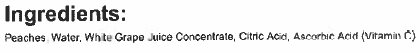 Ingredients:
Peaches, Water, White Grape Juice Concentrate, Citric Acid, Ascorbic Acid (Vitamin C).